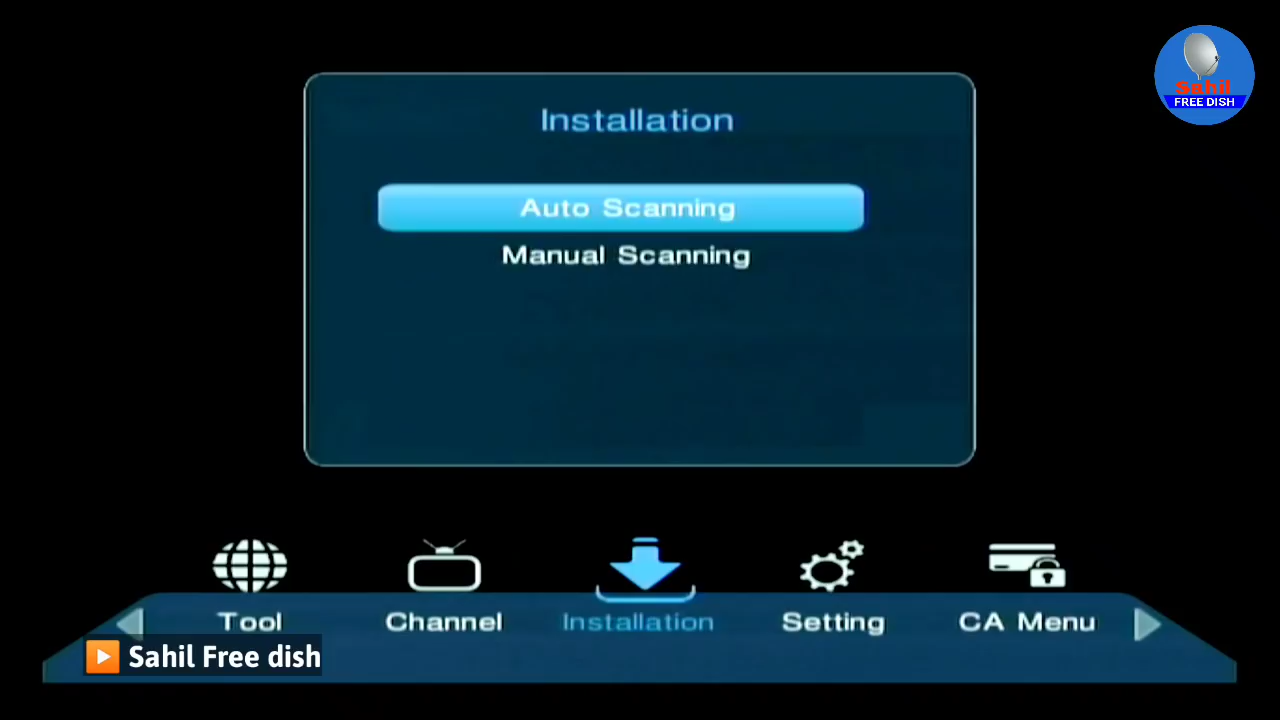 Sahil
FREE DISH
Installation
Auto Scanning
Manual Scanning
Tool
Channel
Installation
Setting
CA Menu
Sahil Free dish